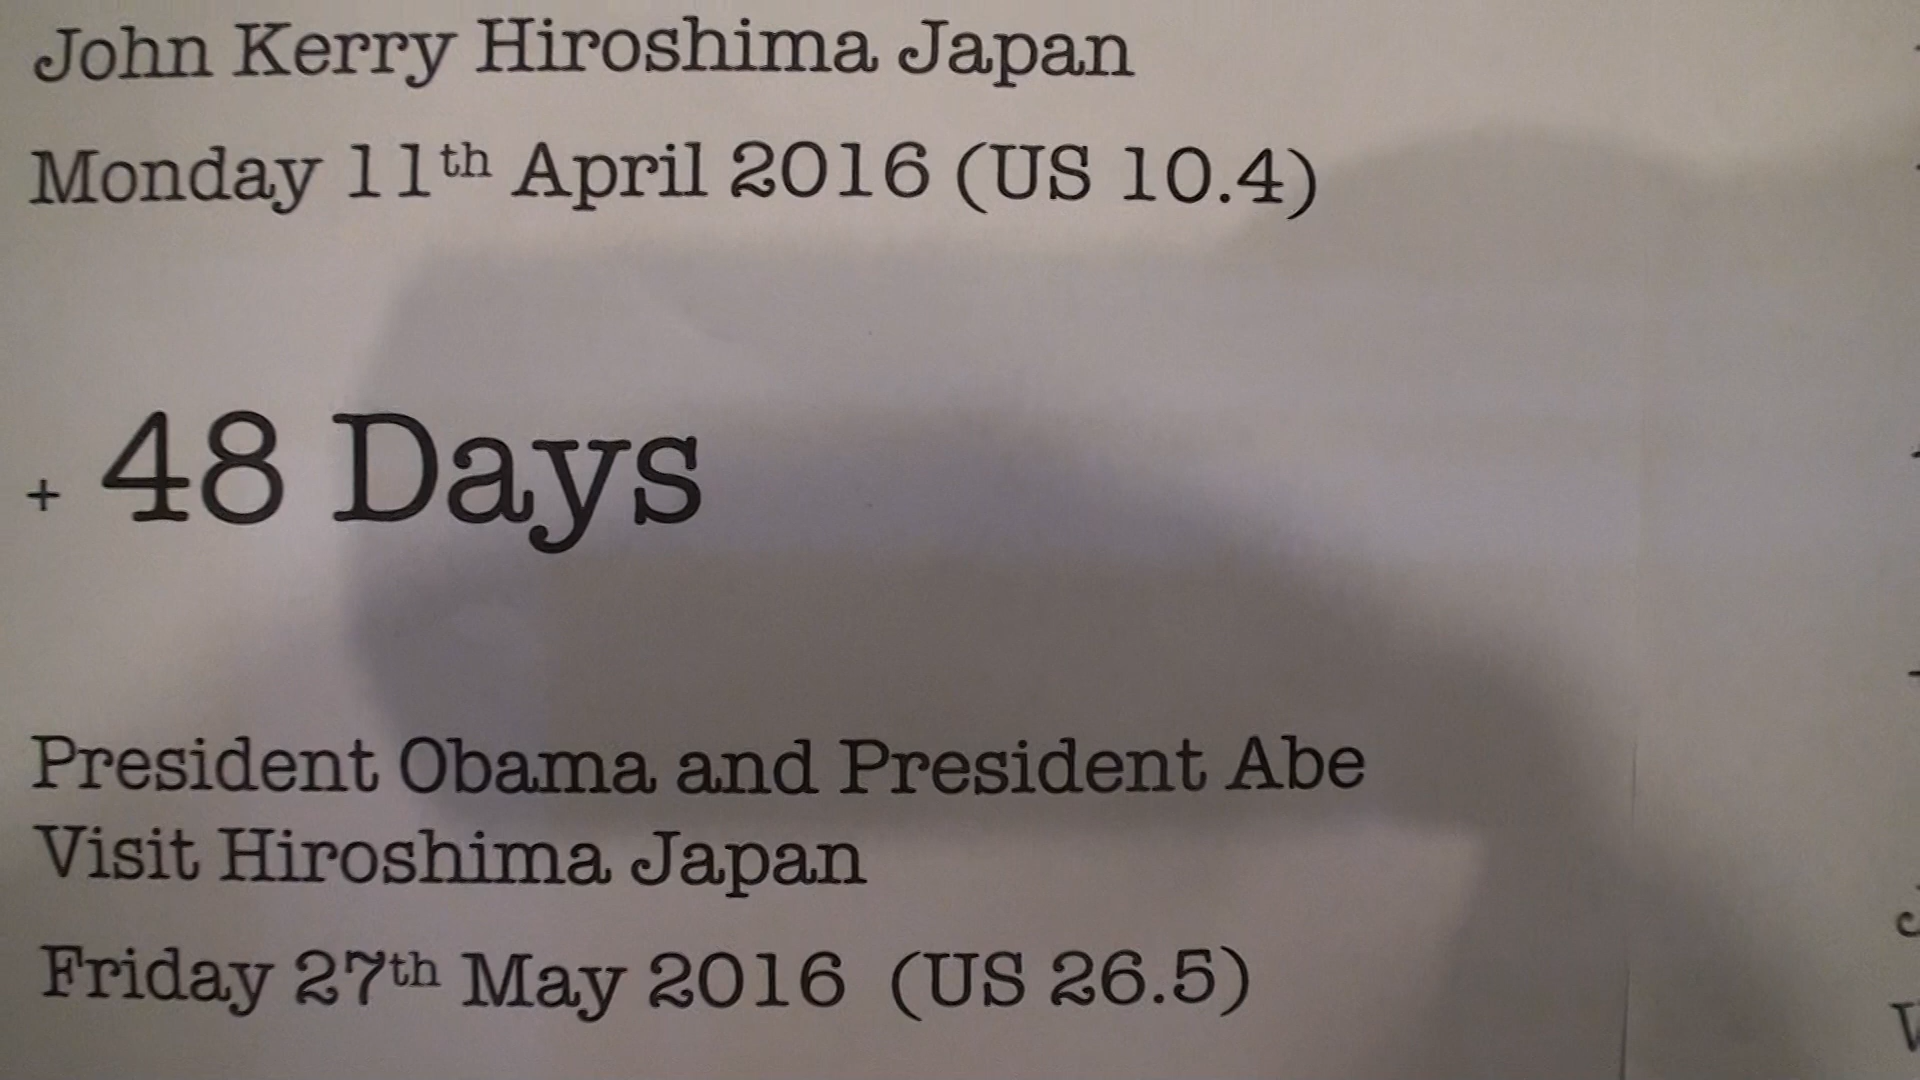 John Kerry Hiroshima Japan
Monday 11th April 2016 (US 10.4)
+ 48 Days
President Obama and President Abe
Visit Hiroshima Japan
Friday 27th May 2016 (US 26.5)